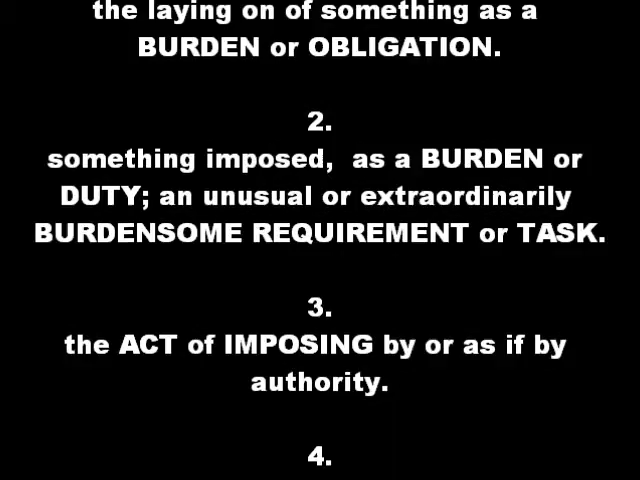 the laying on of something as a
BURDEN or OBLIGATION.
2.
something imposed, as a BURDEN or
DUTY; an unusual or extraordinarily
BURDENSOME REQUIREMENT or TASK.
3.
the ACT of IMPOSING by or as if by
authority.
4.